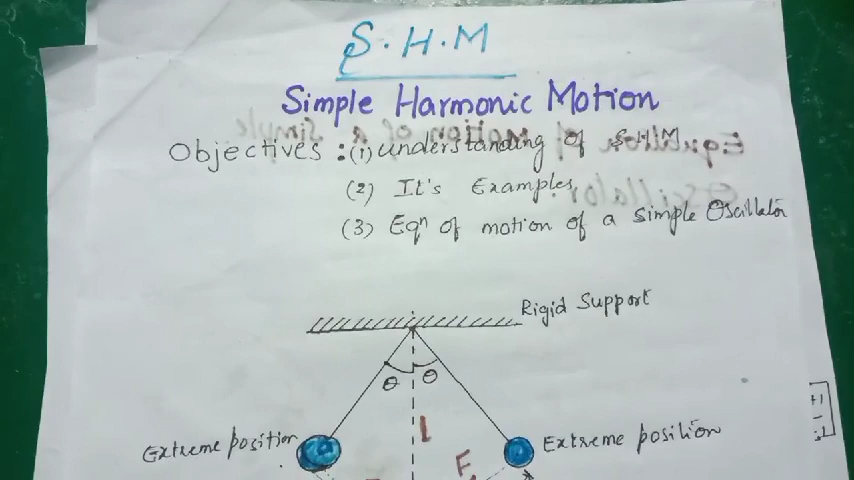 S.H.M
Simple Harmonic Motion
Objectives : (1) understanding of S.H.M
(2) It's Examples
(3) Eqⁿ of motion of a simple Oscillator
Rigid Support
θ θ
l
Extreme position
Extreme position
F